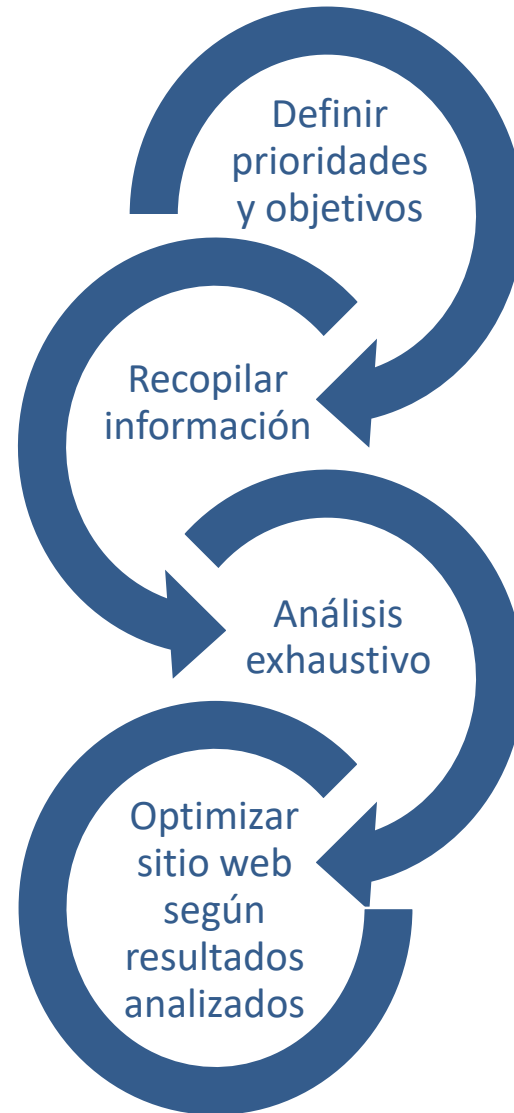 Definir
prioridades
y objetivos
Recopilar
información
Análisis
exhaustivo
Optimizar
sitio web
según
resultados
analizados